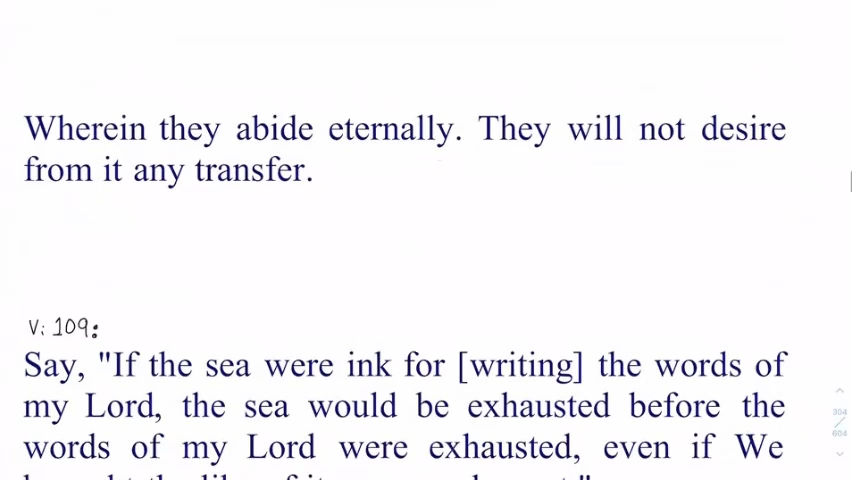 Wherein they abide eternally. They will not desire
from it any transfer.
V: 109:
Say, "If the sea were ink for [writing] the words of
my Lord, the sea would be exhausted before the
words of my Lord were exhausted, even if We
304
604